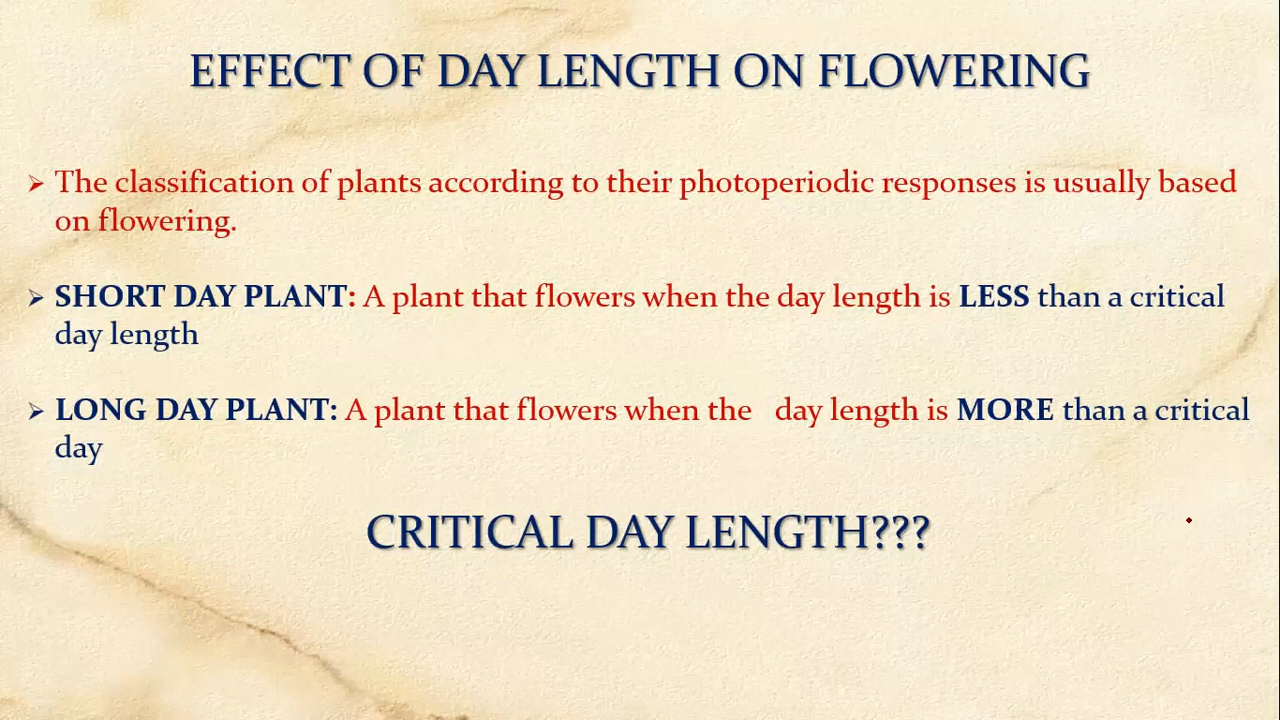 EFFECT OF DAY LENGTH ON FLOWERING
➢ The classification of plants according to their photoperiodic responses is usually based
on flowering.
➢ SHORT DAY PLANT: A plant that flowers when the day length is LESS than a critical
day length
➢ LONG DAY PLANT: A plant that flowers when the day length is MORE than a critical
day
CRITICAL DAY LENGTH???